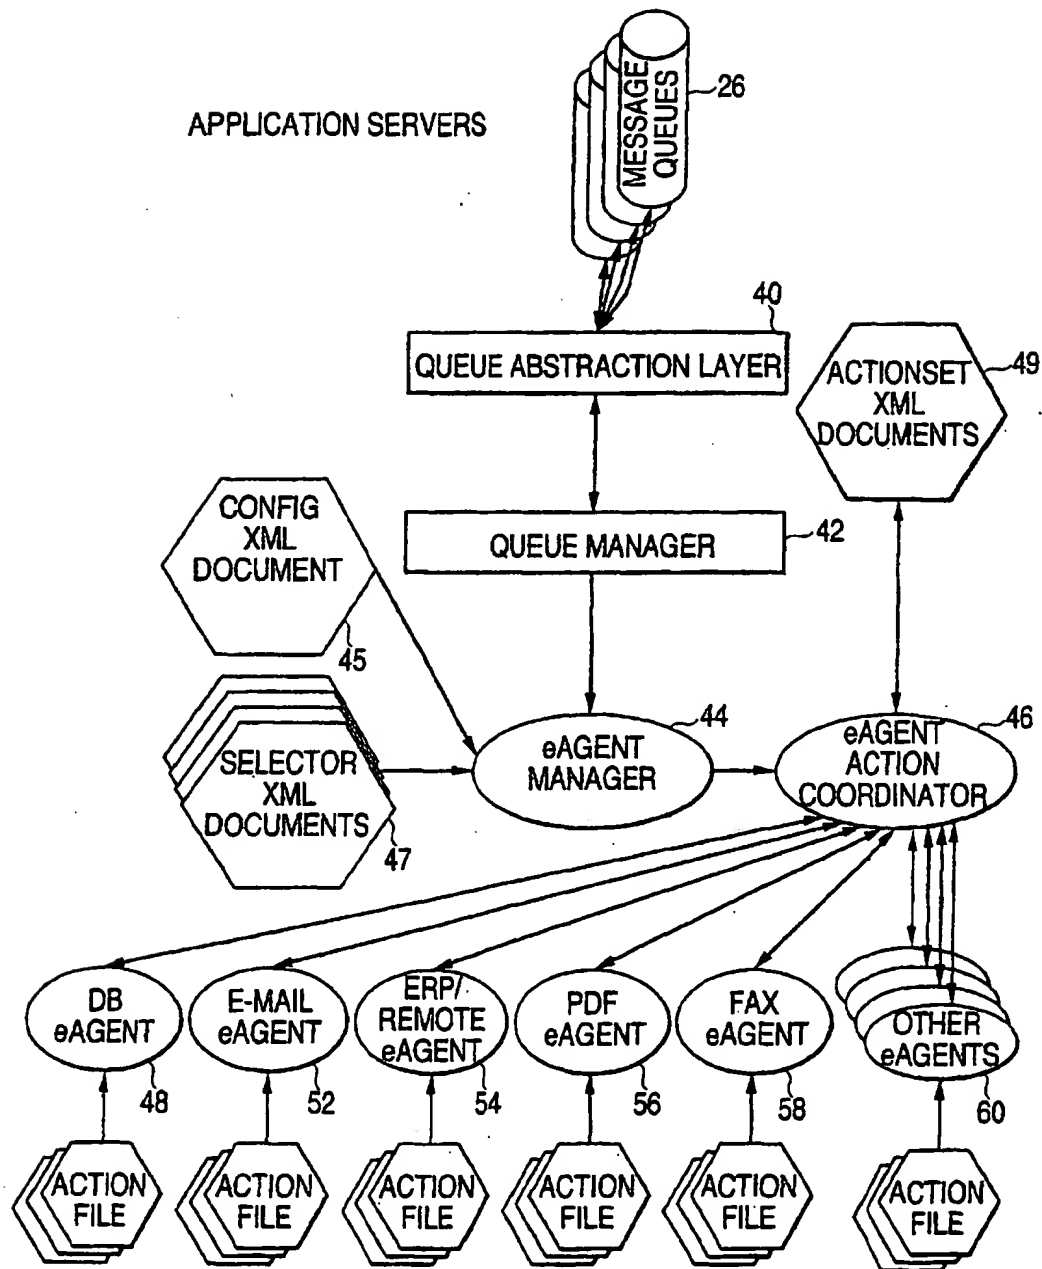 MESSAGE
QUEUES
26
APPLICATION SERVERS
40
QUEUE ABSTRACTION LAYER
ACTIONSET
XML
DOCUMENTS
49
CONFIG
XML
DOCUMENT
45
QUEUE MANAGER
42
SELECTOR
XML
DOCUMENTS
47
eAGENT
MANAGER
44
eAGENT
ACTION
COORDINATOR
46
DB
eAGENT
48
E-MAIL
eAGENT
52
ERP/
REMOTE
eAGENT
54
PDF
eAGENT
56
FAX
eAGENT
58
OTHER
eAGENTS
60
ACTION
FILE
ACTION
FILE
ACTION
FILE
ACTION
FILE
ACTION
FILE
ACTION
FILE